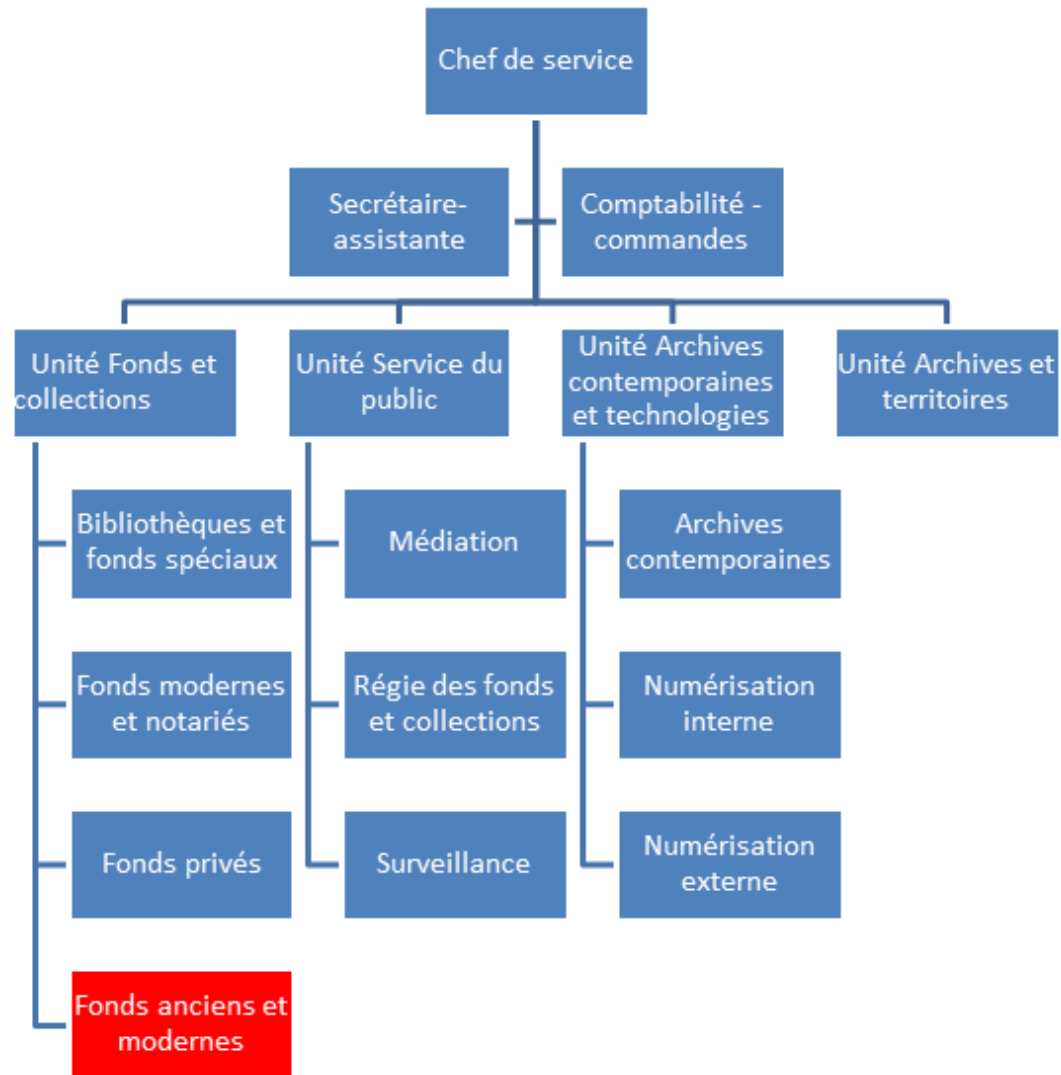 Chef de service
Secrétaire-
assistante
Comptabilité -
commandes
Unité Fonds et
collections
Unité Service du
public
Unité Archives
contemporaines
et technologies
Unité Archives et
territoires
Bibliothèques et
fonds spéciaux
Médiation
Archives
contemporaines
Fonds modernes
et notariés
Régie des fonds
et collections
Numérisation
interne
Fonds privés
Surveillance
Numérisation
externe
Fonds anciens et
modernes